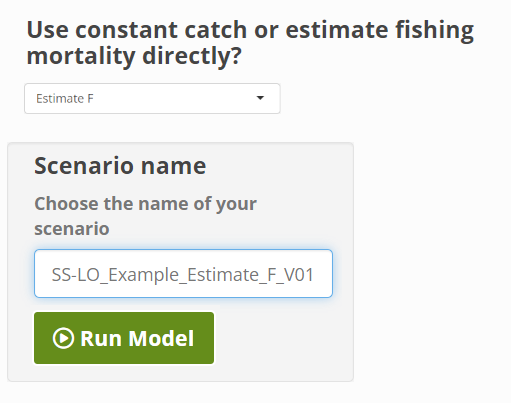 Use constant catch or estimate fishing
mortality directly?
Estimate F
Scenario name
Choose the name of your
scenario
SS-LO_Example_Estimate_F_V01
Run Model